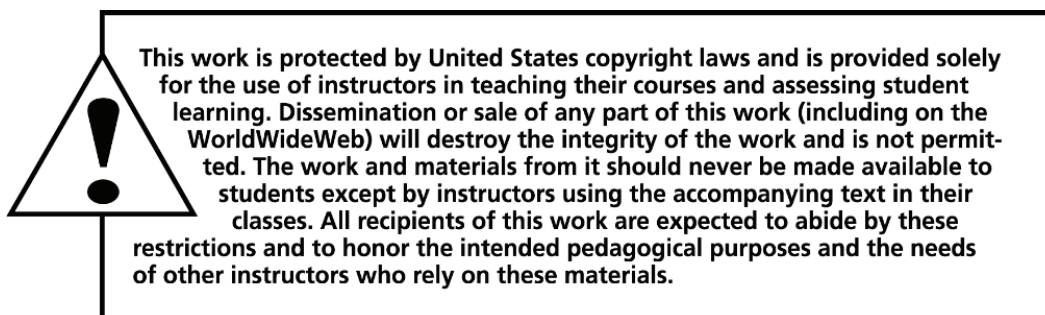 This work is protected by United States copyright laws and is provided solely
for the use of instructors in teaching their courses and assessing student
learning. Dissemination or sale of any part of this work (including on the
WorldWideWeb) will destroy the integrity of the work and is not permit-
ted. The work and materials from it should never be made available to
students except by instructors using the accompanying text in their
classes. All recipients of this work are expected to abide by these
restrictions and to honor the intended pedagogical purposes and the needs
of other instructors who rely on these materials.